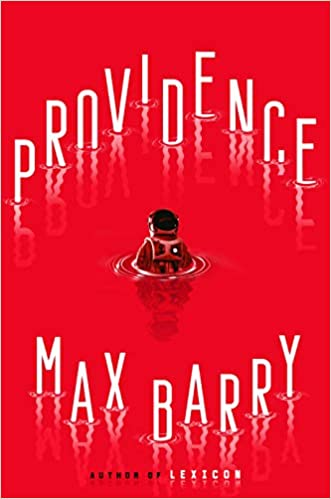 PROVIDENCE
MAX BARRY
AUTHOR OF LEXICON